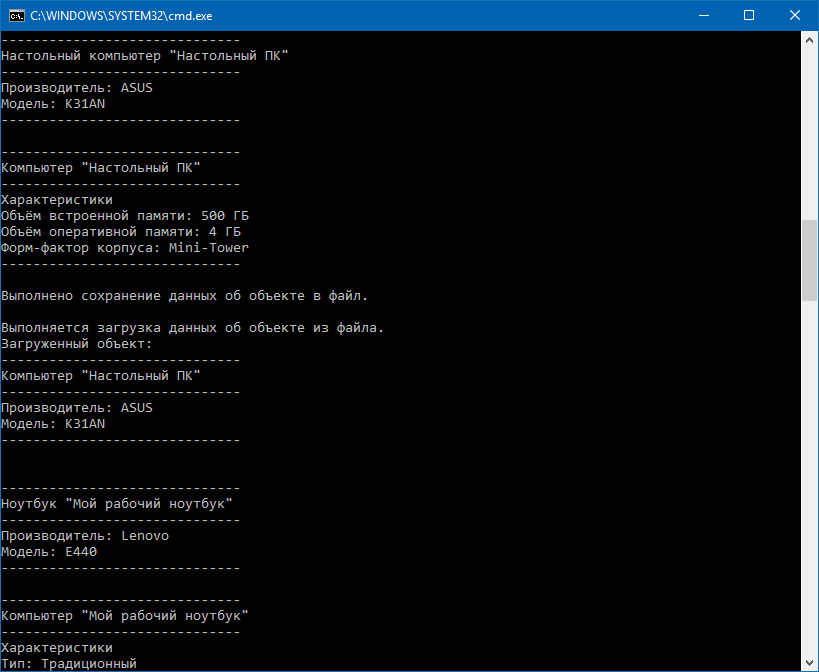 C:\WINDOWS\SYSTEM32\cmd.exe
------------------------------
Настольный компьютер "Настольный ПК"
------------------------------
Производитель: ASUS
Модель: K31AN
------------------------------
------------------------------
Компьютер "Настольный ПК"
------------------------------
Характеристики
Объём встроенной памяти: 500 ГБ
Объём оперативной памяти: 4 ГБ
Форм-фактор корпуса: Mini-Tower
------------------------------
Выполнено сохранение данных об объекте в файл.
Выполняется загрузка данных об объекте из файла.
Загруженный объект:
------------------------------
Компьютер "Настольный ПК"
------------------------------
Производитель: ASUS
Модель: K31AN
------------------------------
------------------------------
Ноутбук "Мой рабочий ноутбук"
------------------------------
Производитель: Lenovo
Модель: E440
------------------------------
------------------------------
Компьютер "Мой рабочий ноутбук"
------------------------------
Характеристики
Тип: Традиционный